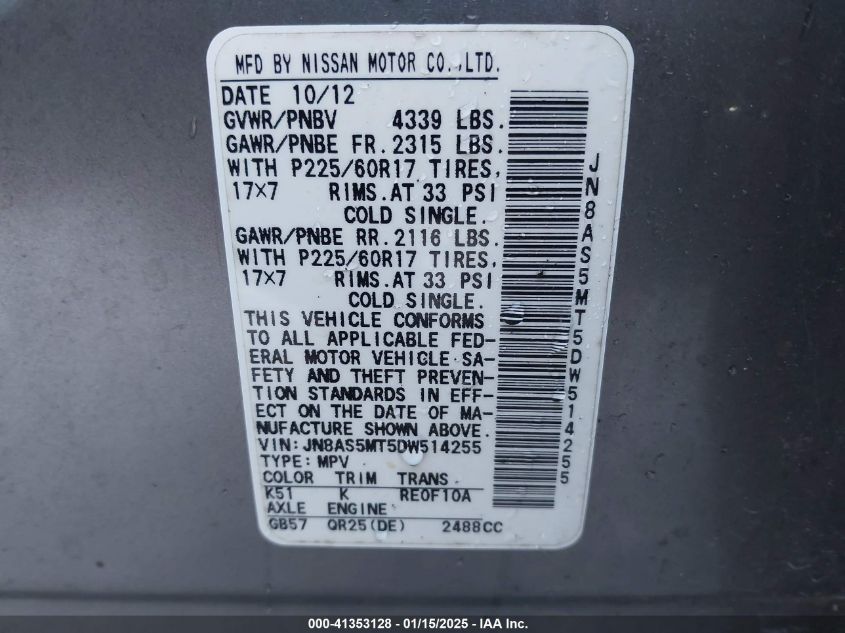 MFD BY NISSAN MOTOR CO.,LTD.
DATE 10/12
GVWR/PNBV 4339 LBS.
GAWR/PNBE FR. 2315 LBS.
WITH P225/60R17 TIRES,
17×7 RIMS. AT 33 PSI
COLD SINGLE.
GAWR/PNBE RR. 2116 LBS.
WITH P225/60R17 TIRES,
17×7 RIMS. AT 33 PSI
COLD SINGLE.
THIS VEHICLE CONFORMS
TO ALL APPLICABLE FED-
ERAL MOTOR VEHICLE SA-
FETY AND THEFT PREVEN-
TION STANDARDS IN EFF-
ECT ON THE DATE OF MA-
NUFACTURE SHOWN ABOVE.
VIN: JN8AS5MT5DW514255
TYPE: MPV
COLOR TRIM TRANS.
K51 K RE0F10A
AXLE ENGINE
GB57 QR25(DE) 2488CC
JN8AS5MT5DW514255
000-41353128 - 01/15/2025 - IAA Inc.